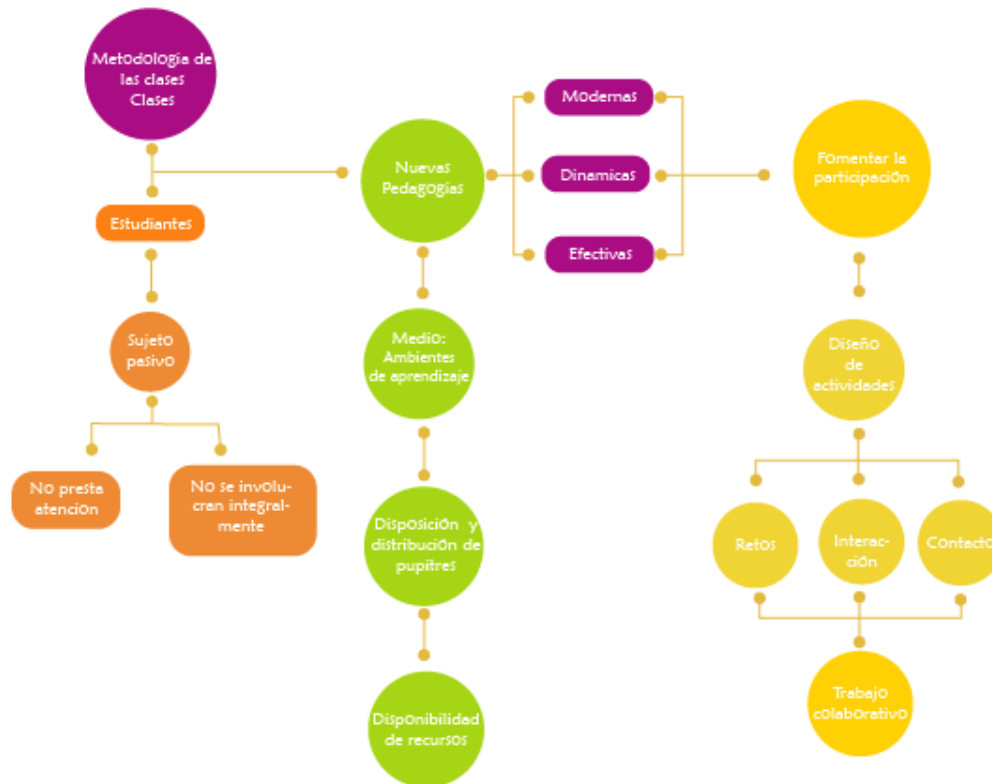 Metodologia de
las clases
Clases
Estudiantes
Sujeto
pasivo
No presta
atención
No se involu-
cran integral-
mente
Nuevas
Pedagogías
Medio:
Ambientes
de aprendizaje
Disposición y
distribución de
pupitres
Disponibilidad
de recursos
Modernas
Dinamicas
Efectivas
Fomentar la
participación
Diseño
de
actividades
Retos
Interac-
ción
Contacto
Trabajo
colaborativo